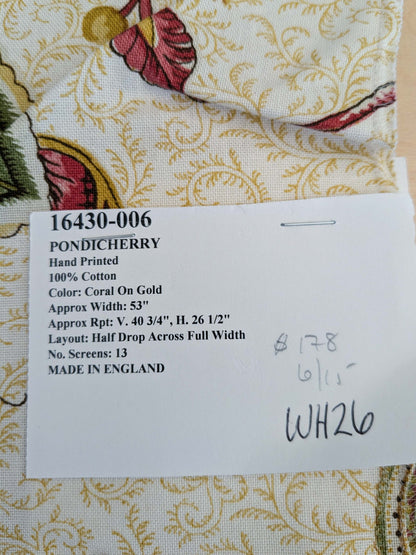 16430-006
PONDICHERRY
Hand Printed
100% Cotton
Color: Coral On Gold
Approx Width: 53"
Approx Rpt: V. 40 3/4", H. 26 1/2"
Layout: Half Drop Across Full Width
No. Screens: 13
MADE IN ENGLAND
$ 178
6/15
WH26